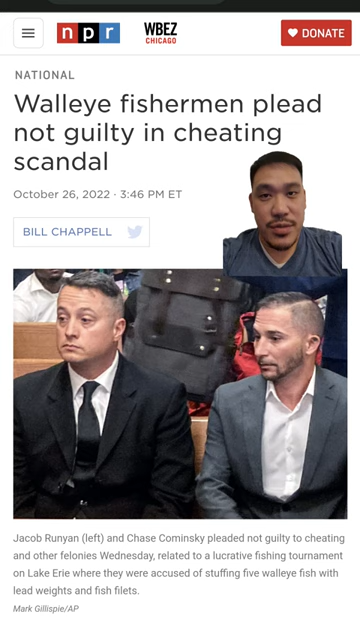 npr
WBEZ
CHICAGO
DONATE
NATIONAL
Walleye fishermen plead
not guilty in cheating
scandal
October 26, 2022 · 3:46 PM ET
BILL CHAPPELL
Jacob Runyan (left) and Chase Cominsky pleaded not guilty to cheating
and other felonies Wednesday, related to a lucrative fishing tournament
on Lake Erie where they were accused of stuffing five walleye fish with
lead weights and fish filets.
Mark Gillispie/AP